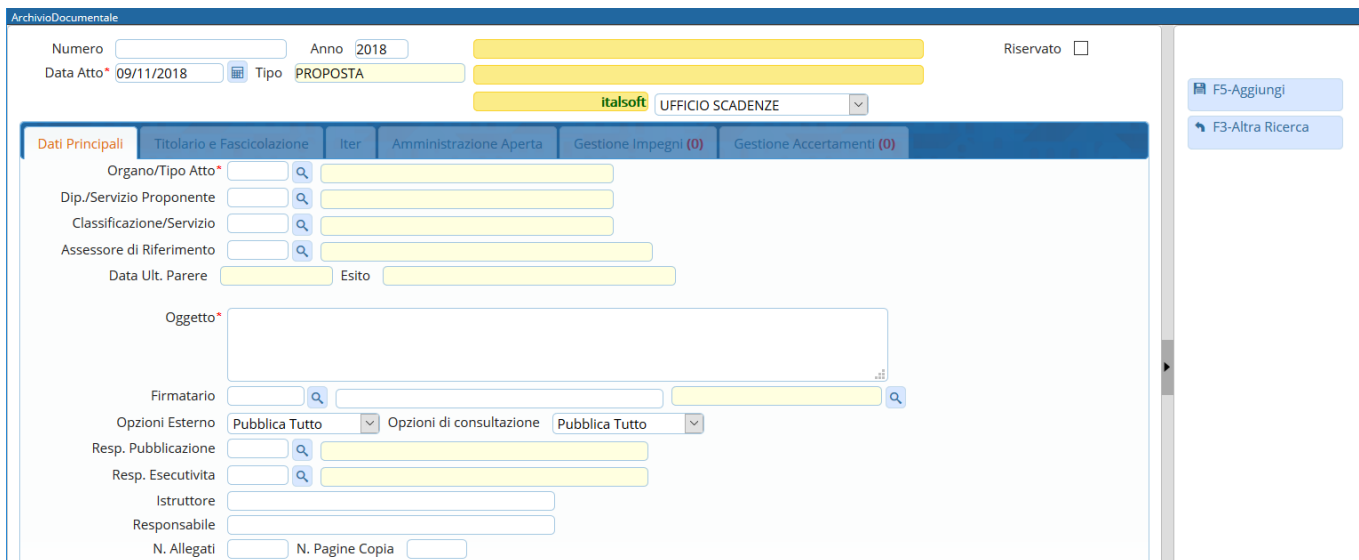 ArchivioDocumentale
Numero Anno 2018 Riservato
Data Atto* 09/11/2018 Tipo PROPOSTA
italsoft UFFICIO SCADENZE
F5-Aggiungi
F3-Altra Ricerca
Dati Principali Titolario e Fascicolazione Iter Amministrazione Aperta Gestione Impegni (0) Gestione Accertamenti (0)
Organo/Tipo Atto*
Dip./Servizio Proponente
Classificazione/Servizio
Assessore di Riferimento
Data Ult. Parere Esito
Oggetto*
Firmatario
Opzioni Esterno Pubblica Tutto Opzioni di consultazione Pubblica Tutto
Resp. Pubblicazione
Resp. Esecutivita
Istruttore
Responsabile
N. Allegati N. Pagine Copia